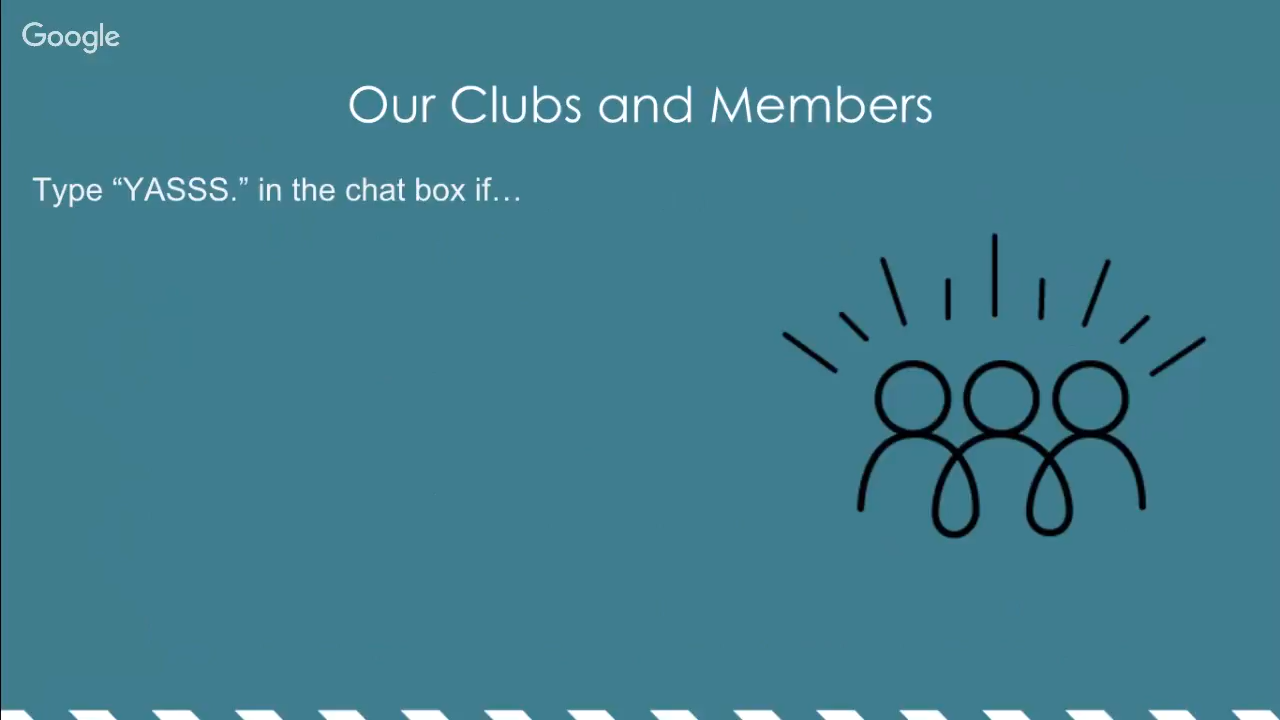 Google
Our Clubs and Members
Type “YASSS.” in the chat box if…